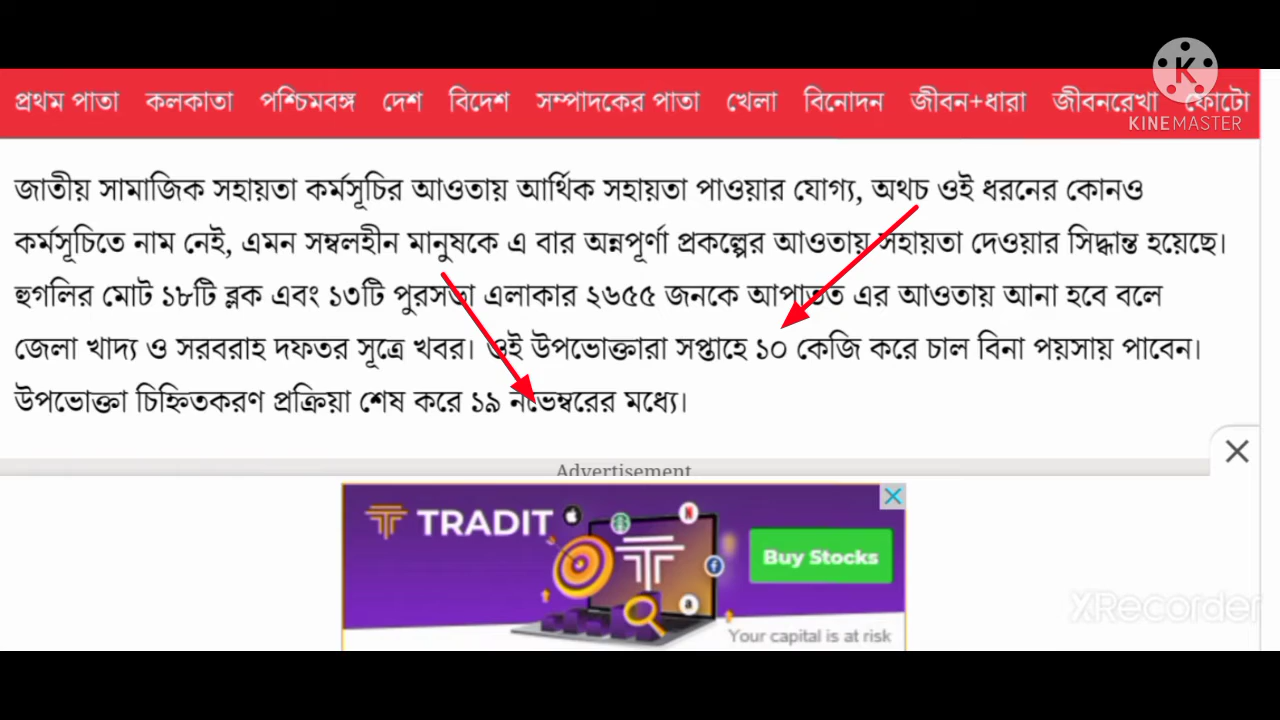 প্রথম পাতা কলকাতা পশ্চিমবঙ্গ দেশ বিদেশ সম্পাদকের পাতা খেলা বিনোদন জীবন+ধারা জীবনরেখা ফোটো
K
KINEMASTER
জাতীয় সামাজিক সহায়তা কর্মসূচির আওতায় আর্থিক সহায়তা পাওয়ার যোগ্য, অথচ ওই ধরনের কোনও
কর্মসূচিতে নাম নেই, এমন সম্বলহীন মানুষকে এ বার অন্নপূর্ণা প্রকল্পের আওতায় সহায়তা দেওয়ার সিদ্ধান্ত হয়েছে।
হুগলির মোট ১৮টি ব্লক এবং ১৩টি পুরসভা এলাকার ২৬৫৫ জনকে আপাতত এর আওতায় আনা হবে বলে
জেলা খাদ্য ও সরবরাহ দফতর সূত্রে খবর। ওই উপভোক্তারা সপ্তাহে ১০ কেজি করে চাল বিনা পয়সায় পাবেন।
উপভোক্তা চিহ্নিতকরণ প্রক্রিয়া শেষ করে ১৯ নভেম্বরের মধ্যে।
Advertisement
TRADIT
Buy Stocks
Your capital is at risk
XRecorder